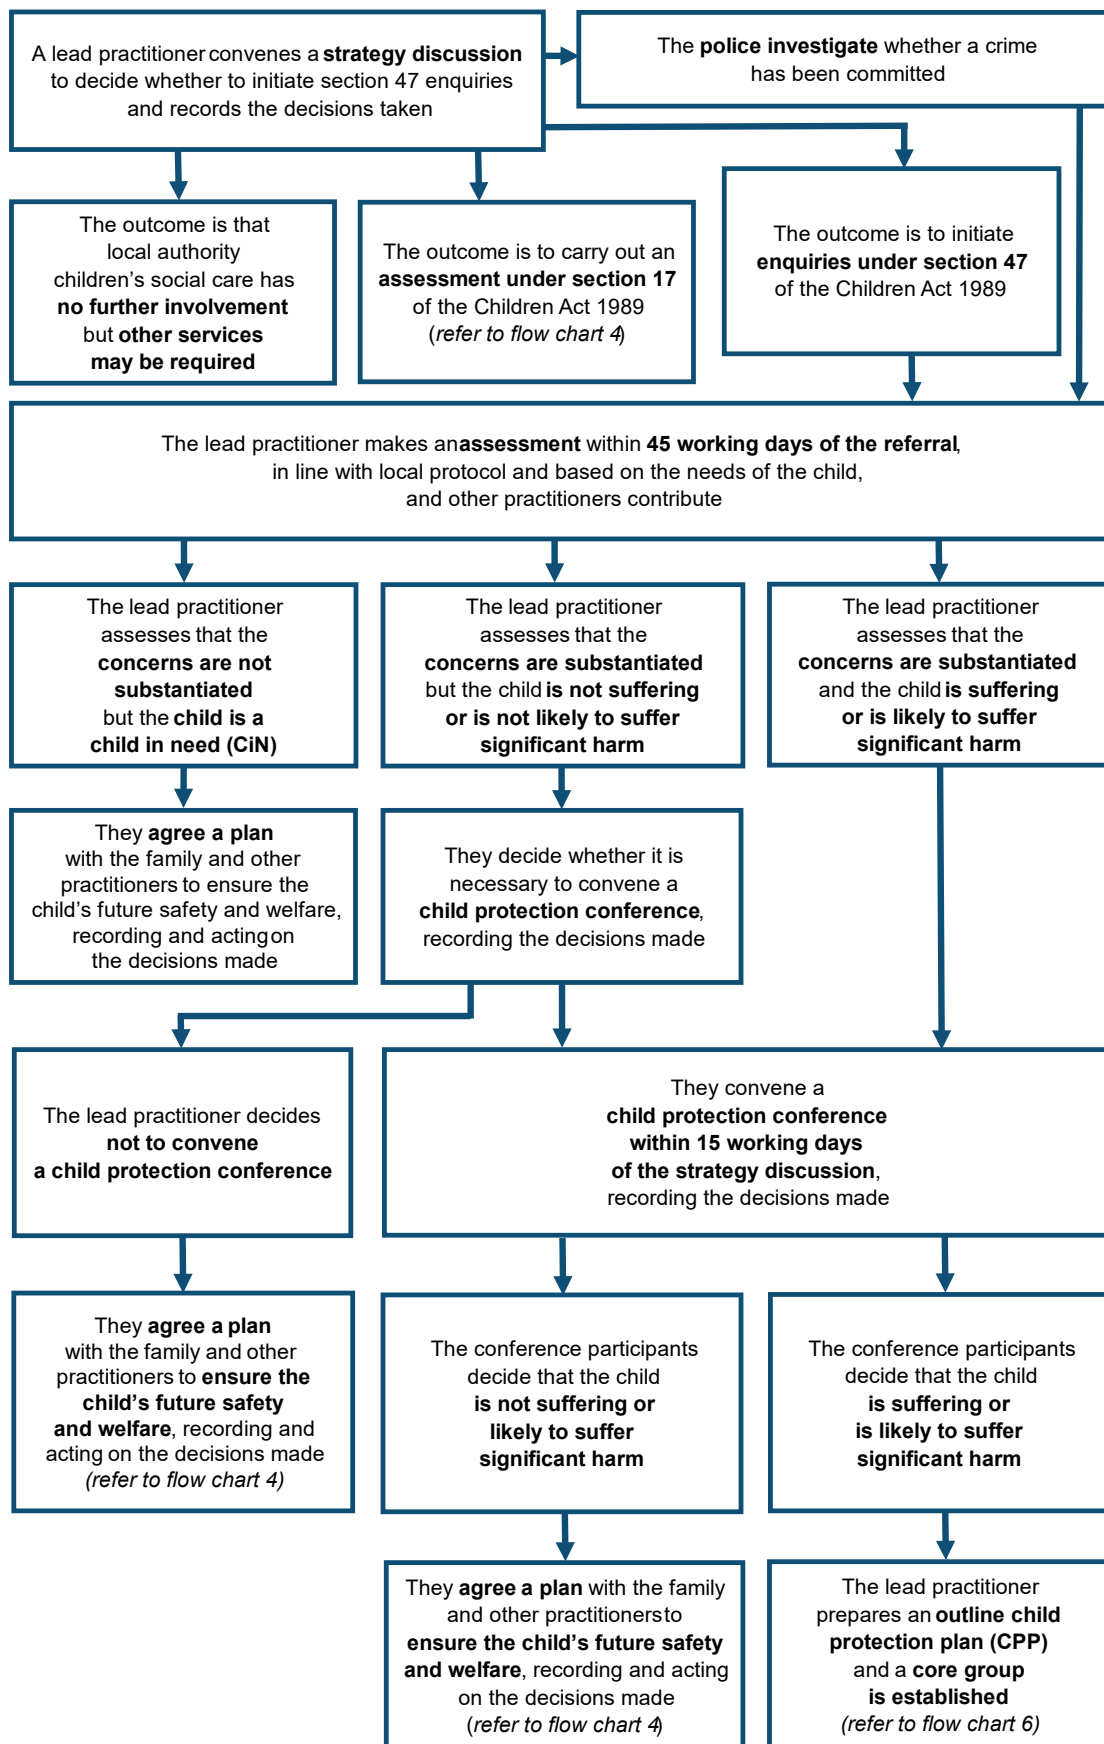 A lead practitioner convenes a strategy discussion
to decide whether to initiate section 47 enquiries
and records the decisions taken
The police investigate whether a crime
has been committed
The outcome is that
local authority
children's social care has
no further involvement
but other services
may be required
The outcome is to carry out an
assessment under section 17
of the Children Act 1989
(refer to flow chart 4)
The outcome is to initiate
enquiries under section 47
of the Children Act 1989
The lead practitioner makes an assessment within 45 working days of the referral,
in line with local protocol and based on the needs of the child,
and other practitioners contribute
The lead practitioner
assesses that the
concerns are not
substantiated
but the child is a
child in need (CiN)
The lead practitioner
assesses that the
concerns are substantiated
but the child is not suffering
or is not likely to suffer
significant harm
The lead practitioner
assesses that the
concerns are substantiated
and the child is suffering
or is likely to suffer
significant harm
They agree a plan
with the family and other
practitioners to ensure the
child's future safety and welfare,
recording and acting on
the decisions made
They decide whether it is
necessary to convene a
child protection conference,
recording the decisions made
The lead practitioner decides
not to convene
a child protection conference
They convene a
child protection conference
within 15 working days
of the strategy discussion,
recording the decisions made
They agree a plan
with the family and other
practitioners to ensure the
child's future safety
and welfare, recording and
acting on the decisions made
(refer to flow chart 4)
The conference participants
decide that the child
is not suffering or
likely to suffer
significant harm
The conference participants
decide that the child
is suffering or
is likely to suffer
significant harm
They agree a plan with the family
and other practitioners to
ensure the child's future safety
and welfare, recording and acting
on the decisions made
(refer to flow chart 4)
The lead practitioner
prepares an outline child
protection plan (CPP)
and a core group
is established
(refer to flow chart 6)